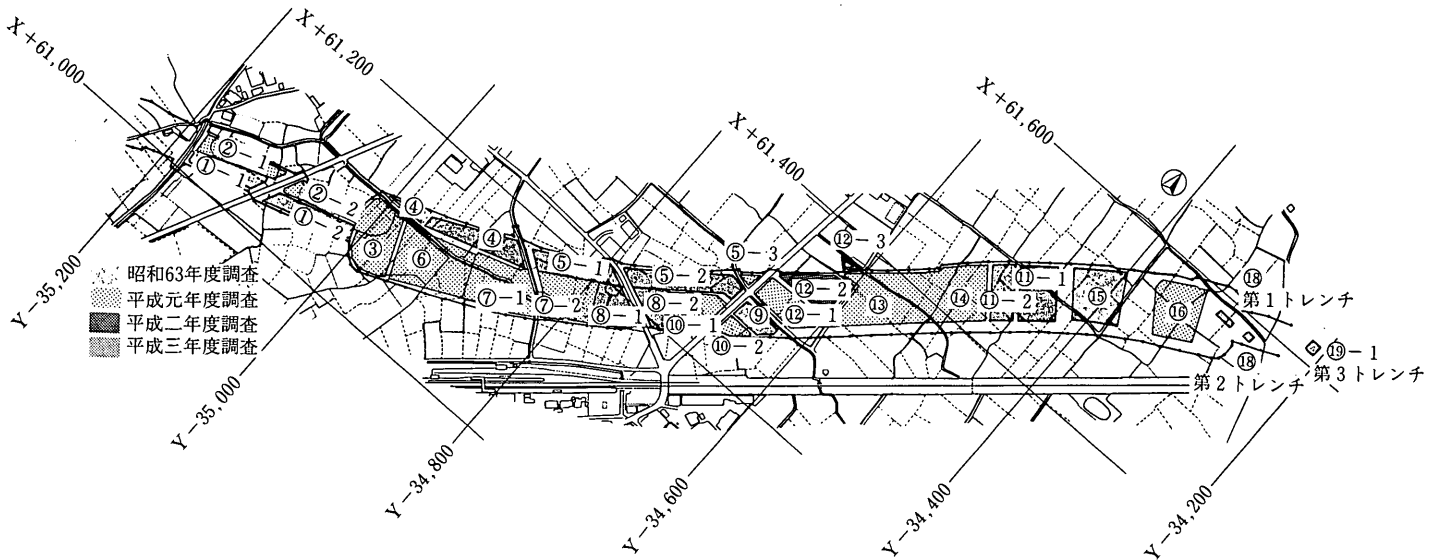 X+61,000
X+61,200
X+61,400
X+61,600
②-1
①-1
②-2
①-2
④
③
⑥
④
⑤-1
⑤-2
⑤-3
⑫-3
⑦-1
⑦-2
⑧-1
⑧-2
⑩-1
⑩-2
⑨
⑫-2
⑫-1
⑬
⑭
⑪-1
⑪-2
⑮
⑯
⑱
第1トレンチ
⑱
第2トレンチ
⑲-1
第3トレンチ
昭和63年度調査
平成元年度調査
平成二年度調査
平成三年度調査
Y-35,200
Y-35,000
Y-34,800
Y-34,600
Y-34,400
Y-34,200